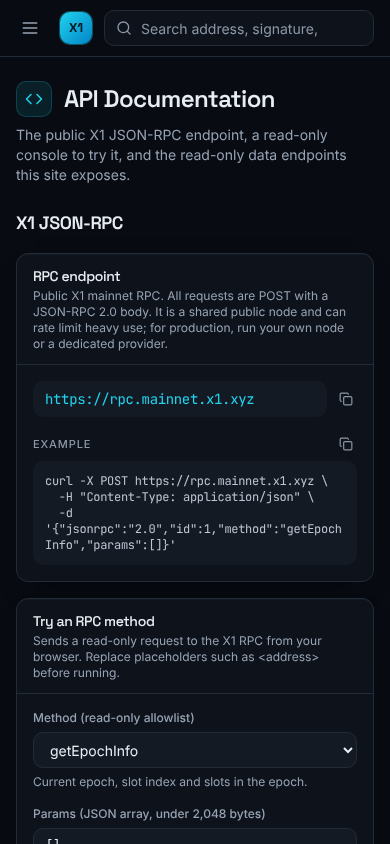 X1
Search address, signature,
API Documentation
The public X1 JSON-RPC endpoint, a read-only
console to try it, and the read-only data endpoints
this site exposes.
X1 JSON-RPC
RPC endpoint
Public X1 mainnet RPC. All requests are POST with a
JSON-RPC 2.0 body. It is a shared public node and can
rate limit heavy use; for production, run your own node
or a dedicated provider.
https://rpc.mainnet.x1.xyz
EXAMPLE
curl -X POST https://rpc.mainnet.x1.xyz \
-H "Content-Type: application/json" \
-d
'{"jsonrpc":"2.0","id":1,"method":"getEpoch
Info","params":[]}'
Try an RPC method
Sends a read-only request to the X1 RPC from your
browser. Replace placeholders such as <address>
before running.
Method (read-only allowlist)
getEpochInfo
Current epoch, slot index and slots in the epoch.
Params (JSON array, under 2,048 bytes)
[]